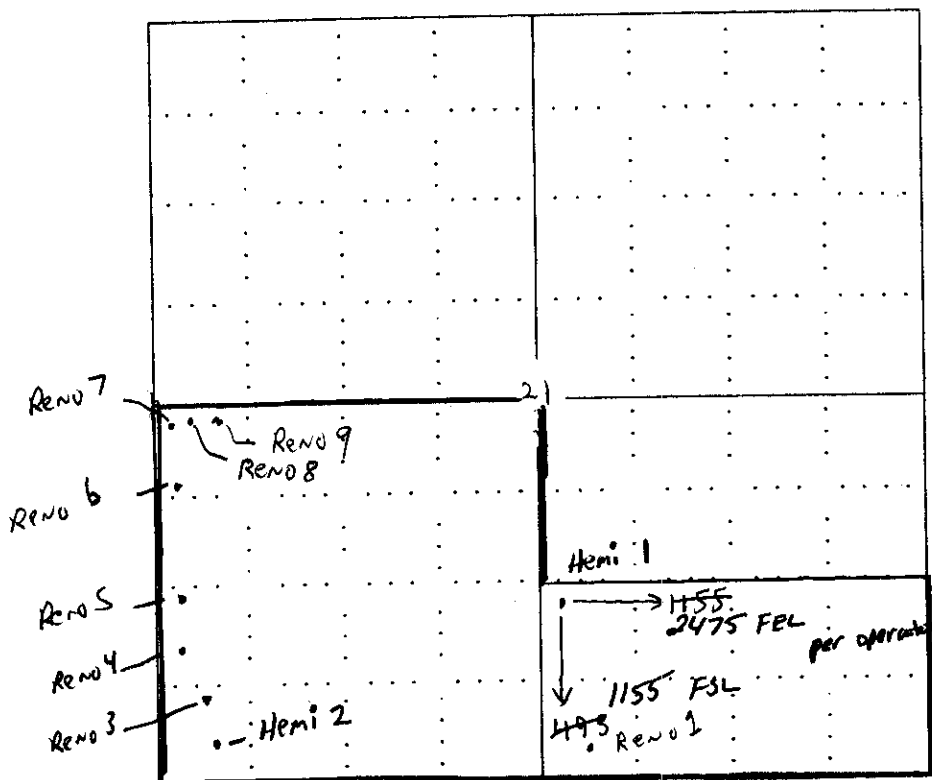 21
Reno 7
Reno 9
Reno 8
Reno 6
Hemi 1
Reno 5
1155
2475 FEL
per operator
Reno 4
1155 FSL
Reno 3
Hemi 2
493
Reno 1